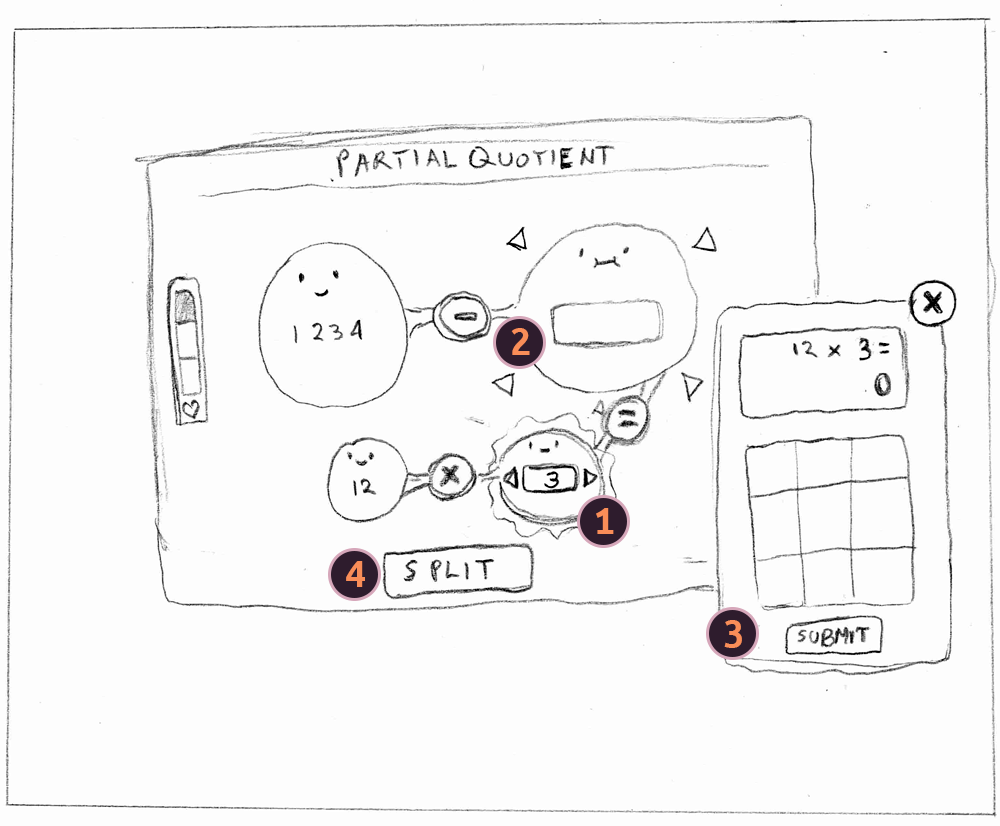 PARTIAL QUOTIENT
1234 -
2
12 x 3 =
0
12 x 3 =
1
4 SPLIT
3 SUBMIT
X